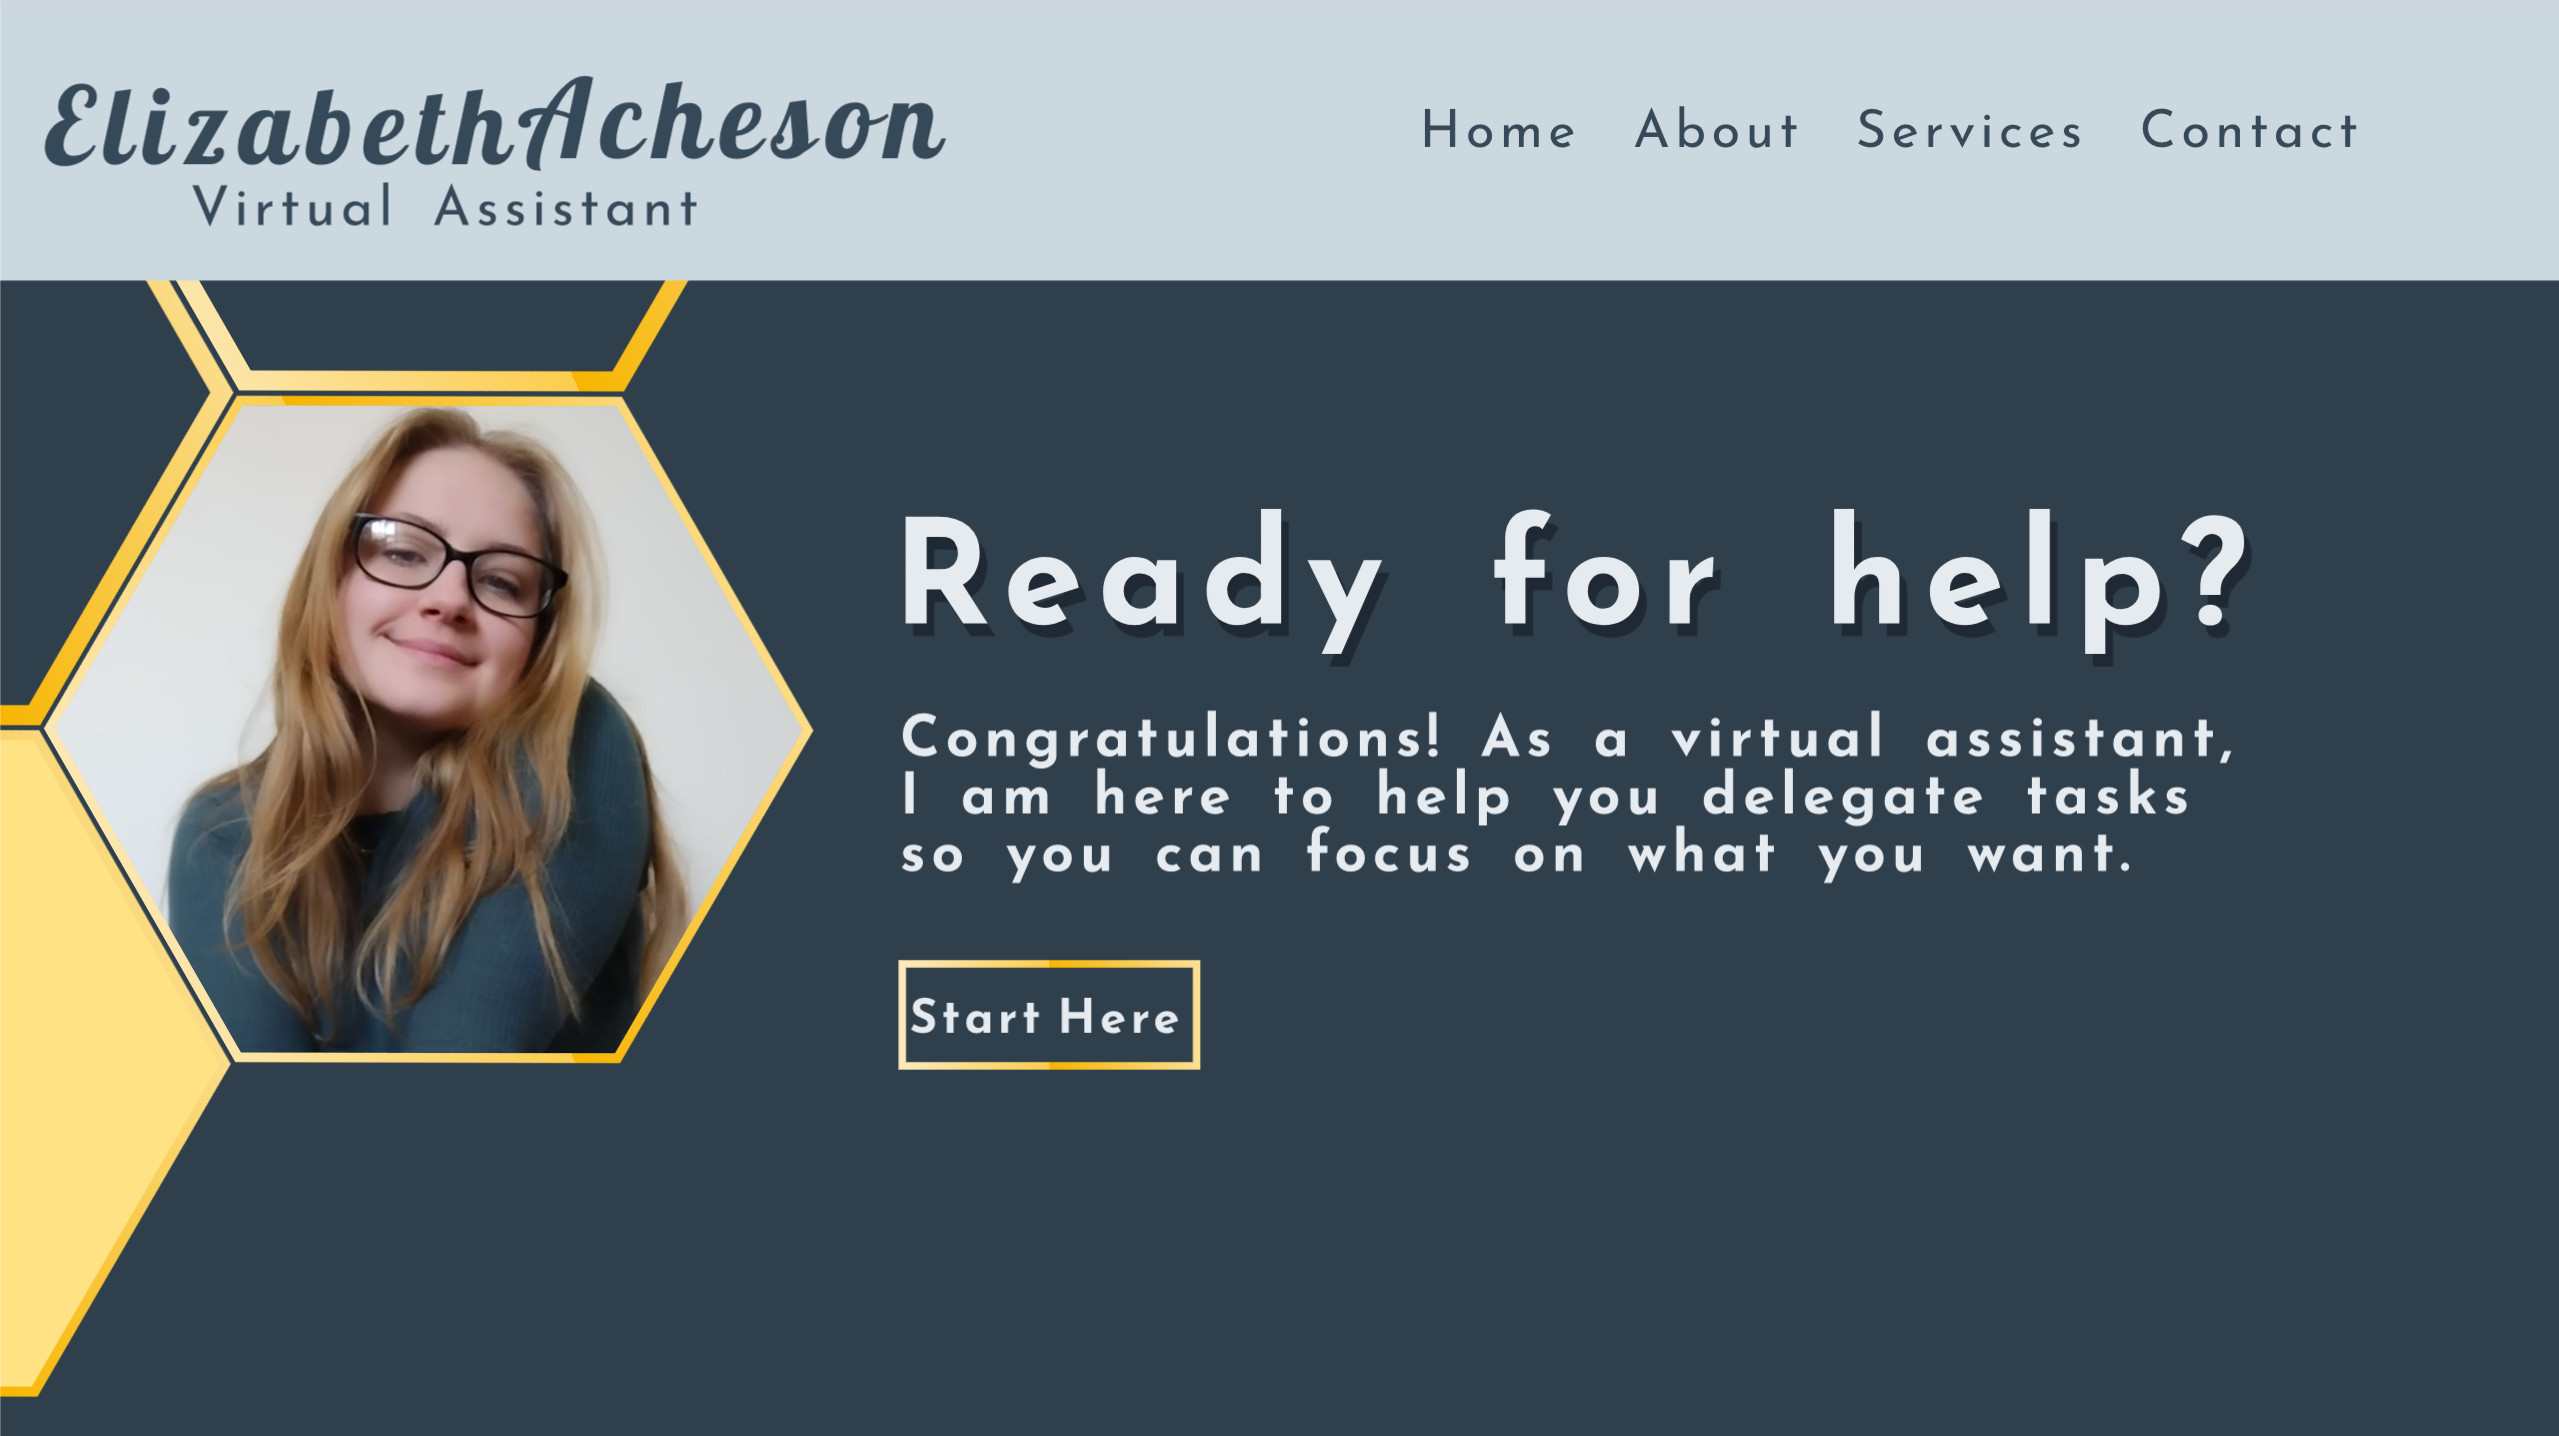 ElizabethAcheson
Virtual Assistant
Home About Services Contact
Ready for help?
Congratulations! As a virtual assistant,
I am here to help you delegate tasks
so you can focus on what you want.
Start Here